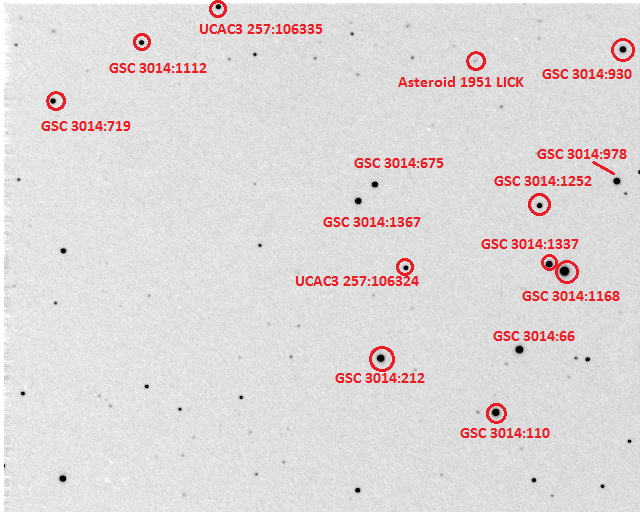 UCAC3 257:106335
GSC 3014:1112
GSC 3014:930
Asteroid 1951 LICK
GSC 3014:719
GSC 3014:978
GSC 3014:675
GSC 3014:1252
GSC 3014:1367
GSC 3014:1337
UCAC3 257:106324
GSC 3014:1168
GSC 3014:66
GSC 3014:212
GSC 3014:110